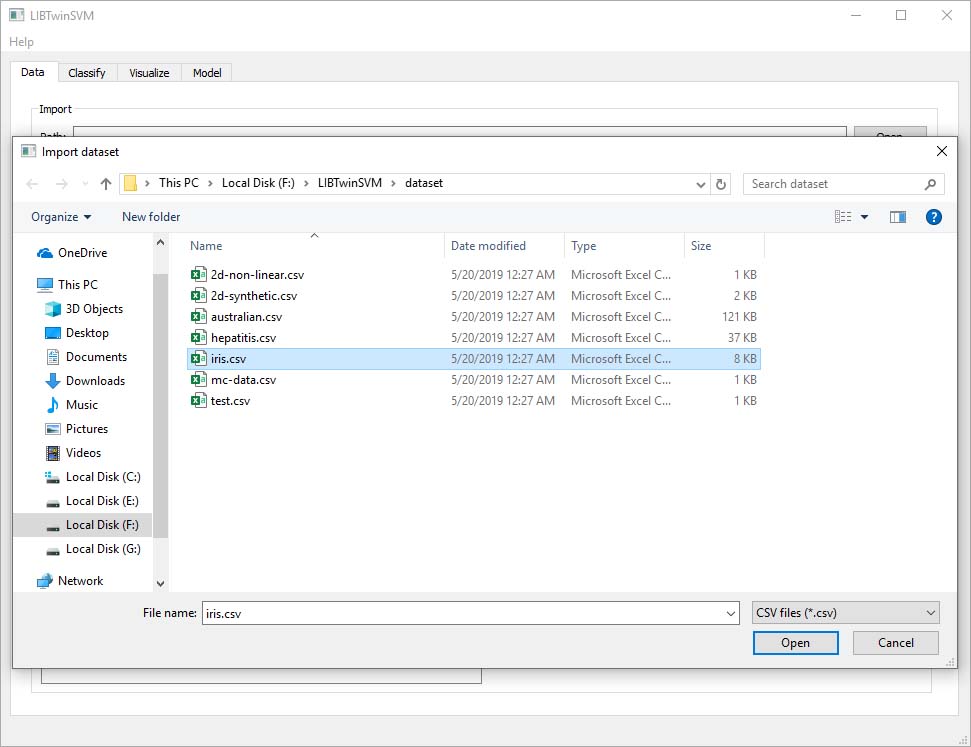 LIBTwinSVM
Help
Data Classify Visualize Model
Import
Path: Open
Import dataset
This PC > Local Disk (F:) > LIBTwinSVM > dataset Search dataset
Organize New folder
Name Date modified Type Size
OneDrive
This PC
3D Objects
Desktop
Documents
Downloads
Music
Pictures
Videos
Local Disk (C:)
Local Disk (E:)
Local Disk (F:)
Local Disk (G:)
Network
2d-non-linear.csv 5/20/2019 12:27 AM Microsoft Excel C... 1 KB
2d-synthetic.csv 5/20/2019 12:27 AM Microsoft Excel C... 2 KB
australian.csv 5/20/2019 12:27 AM Microsoft Excel C... 121 KB
hepatitis.csv 5/20/2019 12:27 AM Microsoft Excel C... 37 KB
iris.csv 5/20/2019 12:27 AM Microsoft Excel C... 8 KB
mc-data.csv 5/20/2019 12:27 AM Microsoft Excel C... 1 KB
test.csv 5/20/2019 12:27 AM Microsoft Excel C... 1 KB
File name: iris.csv CSV files (*.csv)
Open Cancel